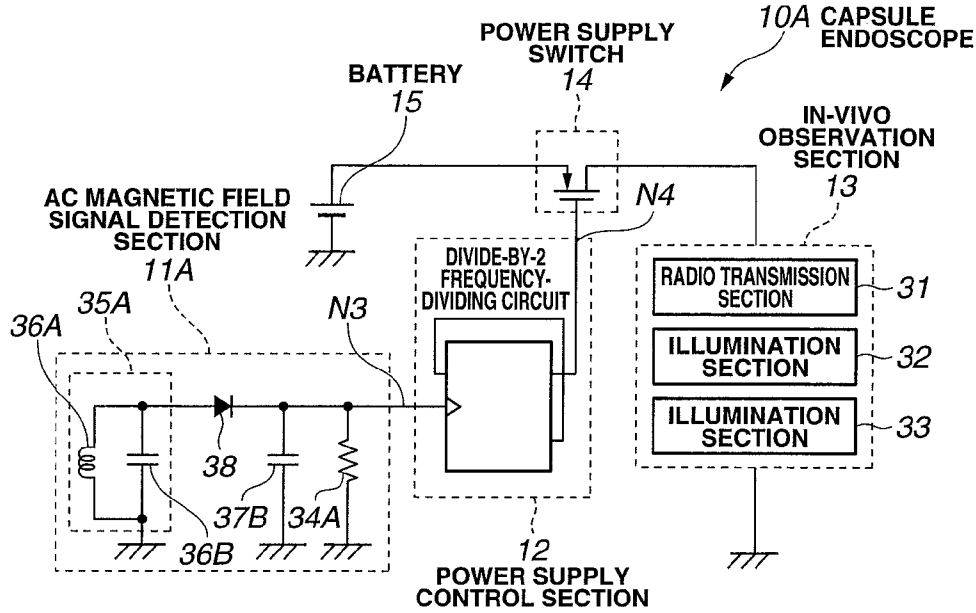 10A CAPSULE
ENDOSCOPE
POWER SUPPLY
SWITCH
14
BATTERY
15
IN-VIVO
OBSERVATION
SECTION
13
AC MAGNETIC FIELD
SIGNAL DETECTION
SECTION
11A
N4
DIVIDE-BY-2
FREQUENCY-
DIVIDING CIRCUIT
RADIO TRANSMISSION
SECTION
31
35A
36A
N3
ILLUMINATION
SECTION
32
ILLUMINATION
SECTION
33
38
37B
34A
36B
12
POWER SUPPLY
CONTROL SECTION